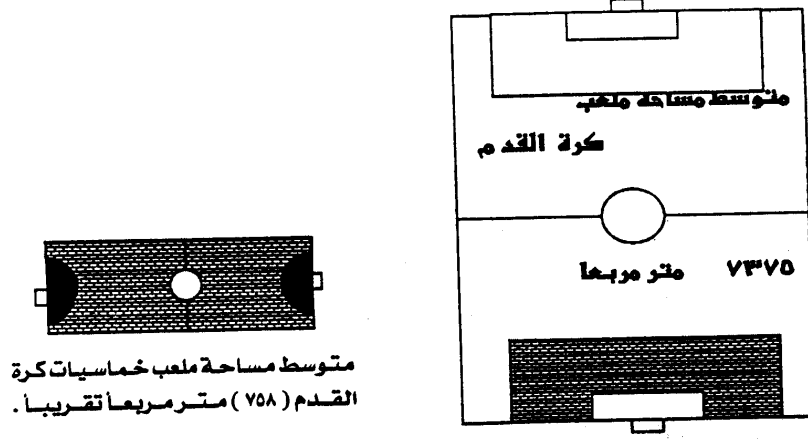 متوسط مساحة ملعب
كرة القدم
٧٣٧٥ متر مربعا
متوسط مساحة ملعب خماسيات كرة
القدم ( ٧٥٨ ) متر مربعاً تقريباً .